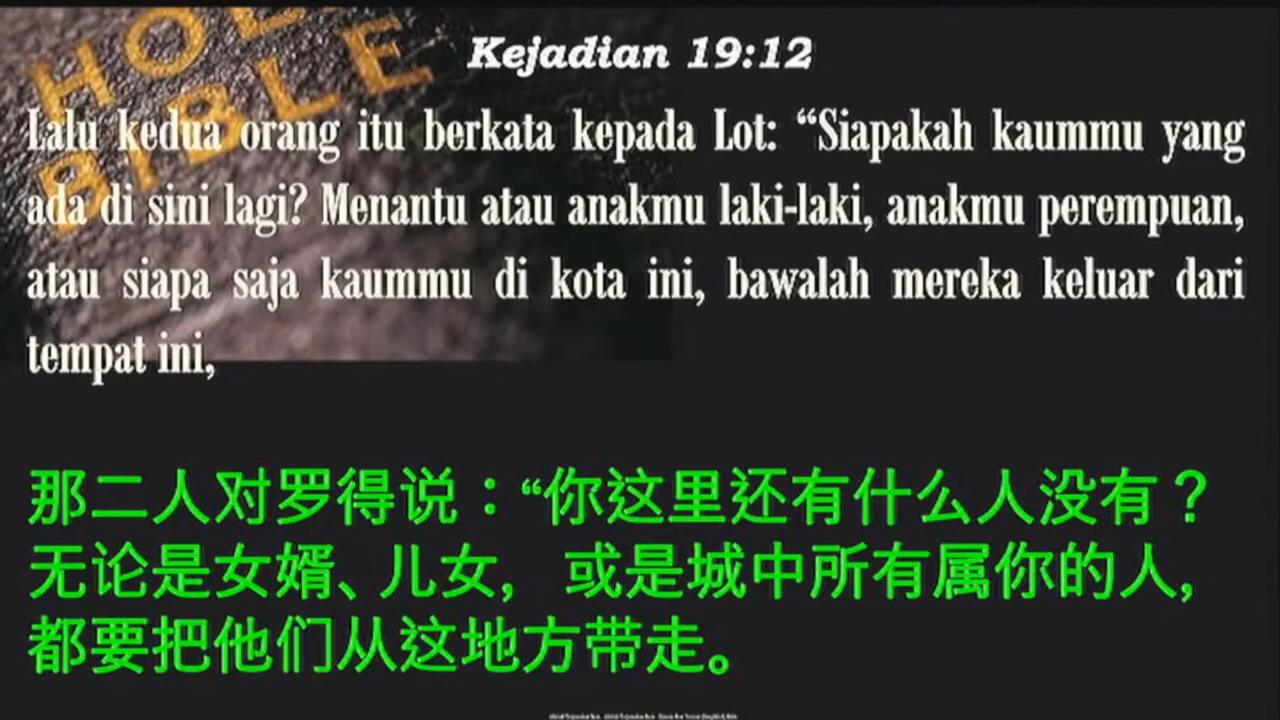 HOL
BIBLE
Kejadian 19:12
Lalu kedua orang itu berkata kepada Lot: “Siapakah kaummu yang
ada di sini lagi? Menantu atau anakmu laki-laki, anakmu perempuan,
atau siapa saja kaummu di kota ini, bawalah mereka keluar dari
tempat ini,
那二人对罗得说：“你这里还有什么人没有？
无论是女婿、儿女， 或是城中所有属你的人，
都要把他们从这地方带走。